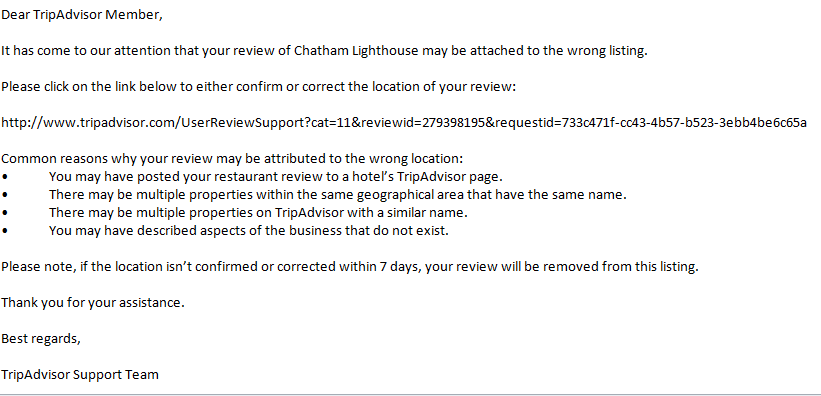 Dear TripAdvisor Member,
It has come to our attention that your review of Chatham Lighthouse may be attached to the wrong listing.
Please click on the link below to either confirm or correct the location of your review:
http://www.tripadvisor.com/UserReviewSupport?cat=11&reviewid=279398195&requestid=733c471f-cc43-4b57-b523-3ebb4be6c65a
Common reasons why your review may be attributed to the wrong location:
• You may have posted your restaurant review to a hotel’s TripAdvisor page.
• There may be multiple properties within the same geographical area that have the same name.
• There may be multiple properties on TripAdvisor with a similar name.
• You may have described aspects of the business that do not exist.
Please note, if the location isn’t confirmed or corrected within 7 days, your review will be removed from this listing.
Thank you for your assistance.
Best regards,
TripAdvisor Support Team